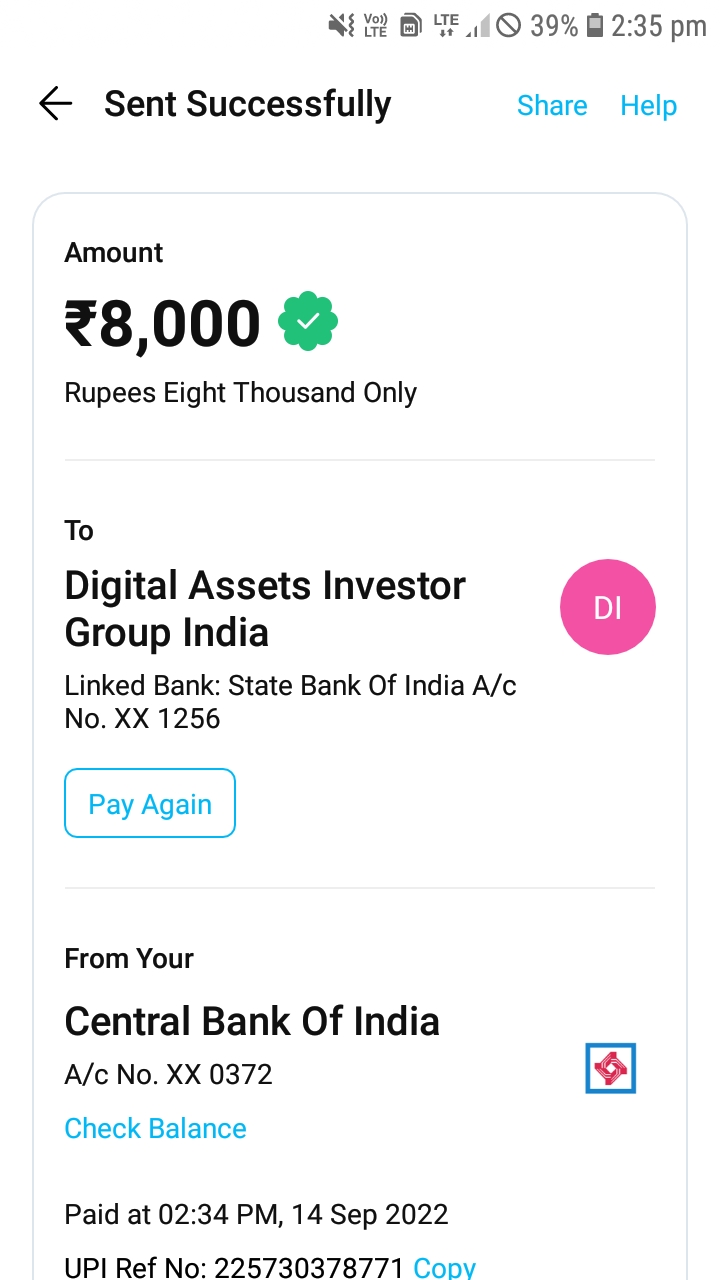 Vo)) LTE LTE 39% 2:35 pm
Sent Successfully Share Help
Amount
₹8,000
Rupees Eight Thousand Only
To
Digital Assets Investor
Group India
DI
Linked Bank: State Bank Of India A/c
No. XX 1256
Pay Again
From Your
Central Bank Of India
A/c No. XX 0372
Check Balance
Paid at 02:34 PM, 14 Sep 2022
UPI Ref No: 225730378771 Copy